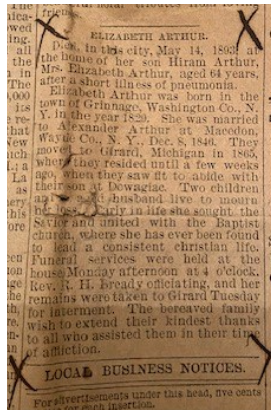 friend
ELIZABETH ARTHUR.
Died, in this city, May 14, 1893, at
the home of her son Hiram Arthur,
Mrs. Elizabeth Arthur, aged 64 years,
after a short illness of pneumonia.
Elizabeth Arthur was born in the
town of Grinnage, Washington Co., N.
Y. in the year 1829. She was married
to Alexander Arthur at Macedon,
Wayne Co., N. Y., Dec. 8, 1846. They
moved to Girard, Michigan in 1865,
where they resided until a few weeks
ago, when they saw fit to abide with
their son at Dowagiac. Two children
and husband live to mourn
her loss. Early in life she sought the
Savior and united with the Baptist
church, where she has ever been found
to lead a consistent christian life.
Funeral services were held at the
house Monday afternoon at 4 o'clock,
Rev. R. H. Bready officiating, and her
remains were taken to Girard Tuesday
for interment. The bereaved family
wish to extend their kindest thanks
to all who assisted them in their time
of affliction.
LOCAL BUSINESS NOTICES.
For advertisements under this head, five cents
for each insertion.